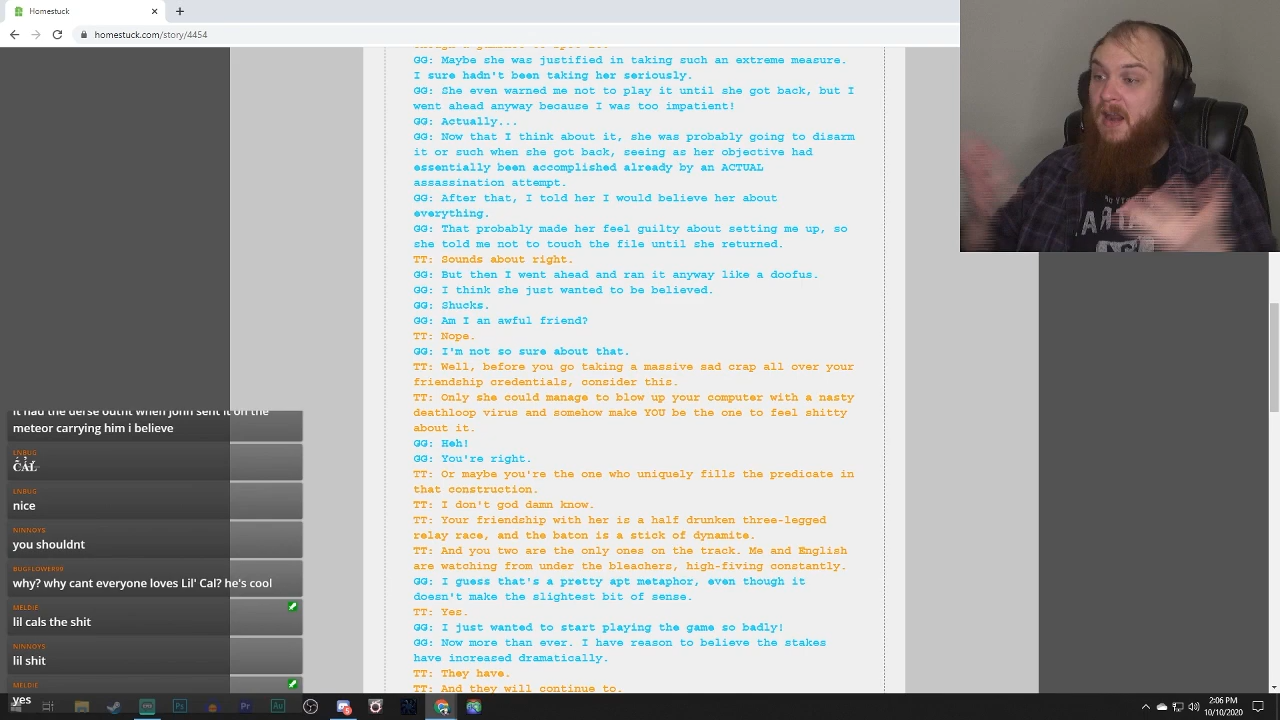 Homestuck
homestuck.com/story/4454
GG: Maybe she was justified in taking such an extreme measure.
I sure hadn't been taking her seriously.
GG: She even warned me not to play it until she got back, but I
went ahead anyway because I was too impatient!
GG: Actually...
GG: Now that I think about it, she was probably going to disarm
it or such when she got back, seeing as her objective had
essentially been accomplished already by an ACTUAL
assassination attempt.
GG: After that, I told her I would believe her about
everything.
GG: That probably made her feel guilty about setting me up, so
she told me not to touch the file until she returned.
TT: Sounds about right.
GG: But then I went ahead and ran it anyway like a doofus.
GG: I think she just wanted to be believed.
GG: Shucks.
GG: Am I an awful friend?
TT: Nope.
GG: I'm not so sure about that.
TT: Well, before you go taking a massive sad crap all over your
friendship credentials, consider this.
TT: Only she could manage to blow up your computer with a nasty
deathloop virus and somehow make YOU be the one to feel shitty
about it.
GG: Heh!
GG: You're right.
TT: Or maybe you're the one who uniquely fills the predicate in
that construction.
TT: I don't god damn know.
TT: Your friendship with her is a half drunken three-legged
relay race, and the baton is a stick of dynamite.
TT: And you two are the only ones on the track. Me and English
are watching from under the bleachers, high-fiving constantly.
GG: I guess that's a pretty apt metaphor, even though it
doesn't make the slightest bit of sense.
TT: Yes.
GG: I just wanted to start playing the game so badly!
GG: Now more than ever. I have reason to believe the stakes
have increased dramatically.
TT: They have.
TT: And they will continue to.
it had the derse outfit when john sent it on the
meteor carrying him i believe
LNBUG
CAL
LNBUG
nice
NINNOYS
you shouldnt
BUGFLOWER99
why? why cant everyone loves Lil' Cal? he's cool
MELDIE
lil cals the shit
NINNOYS
lil shit
MELDIE
yes
2:06 PM
10/10/2020